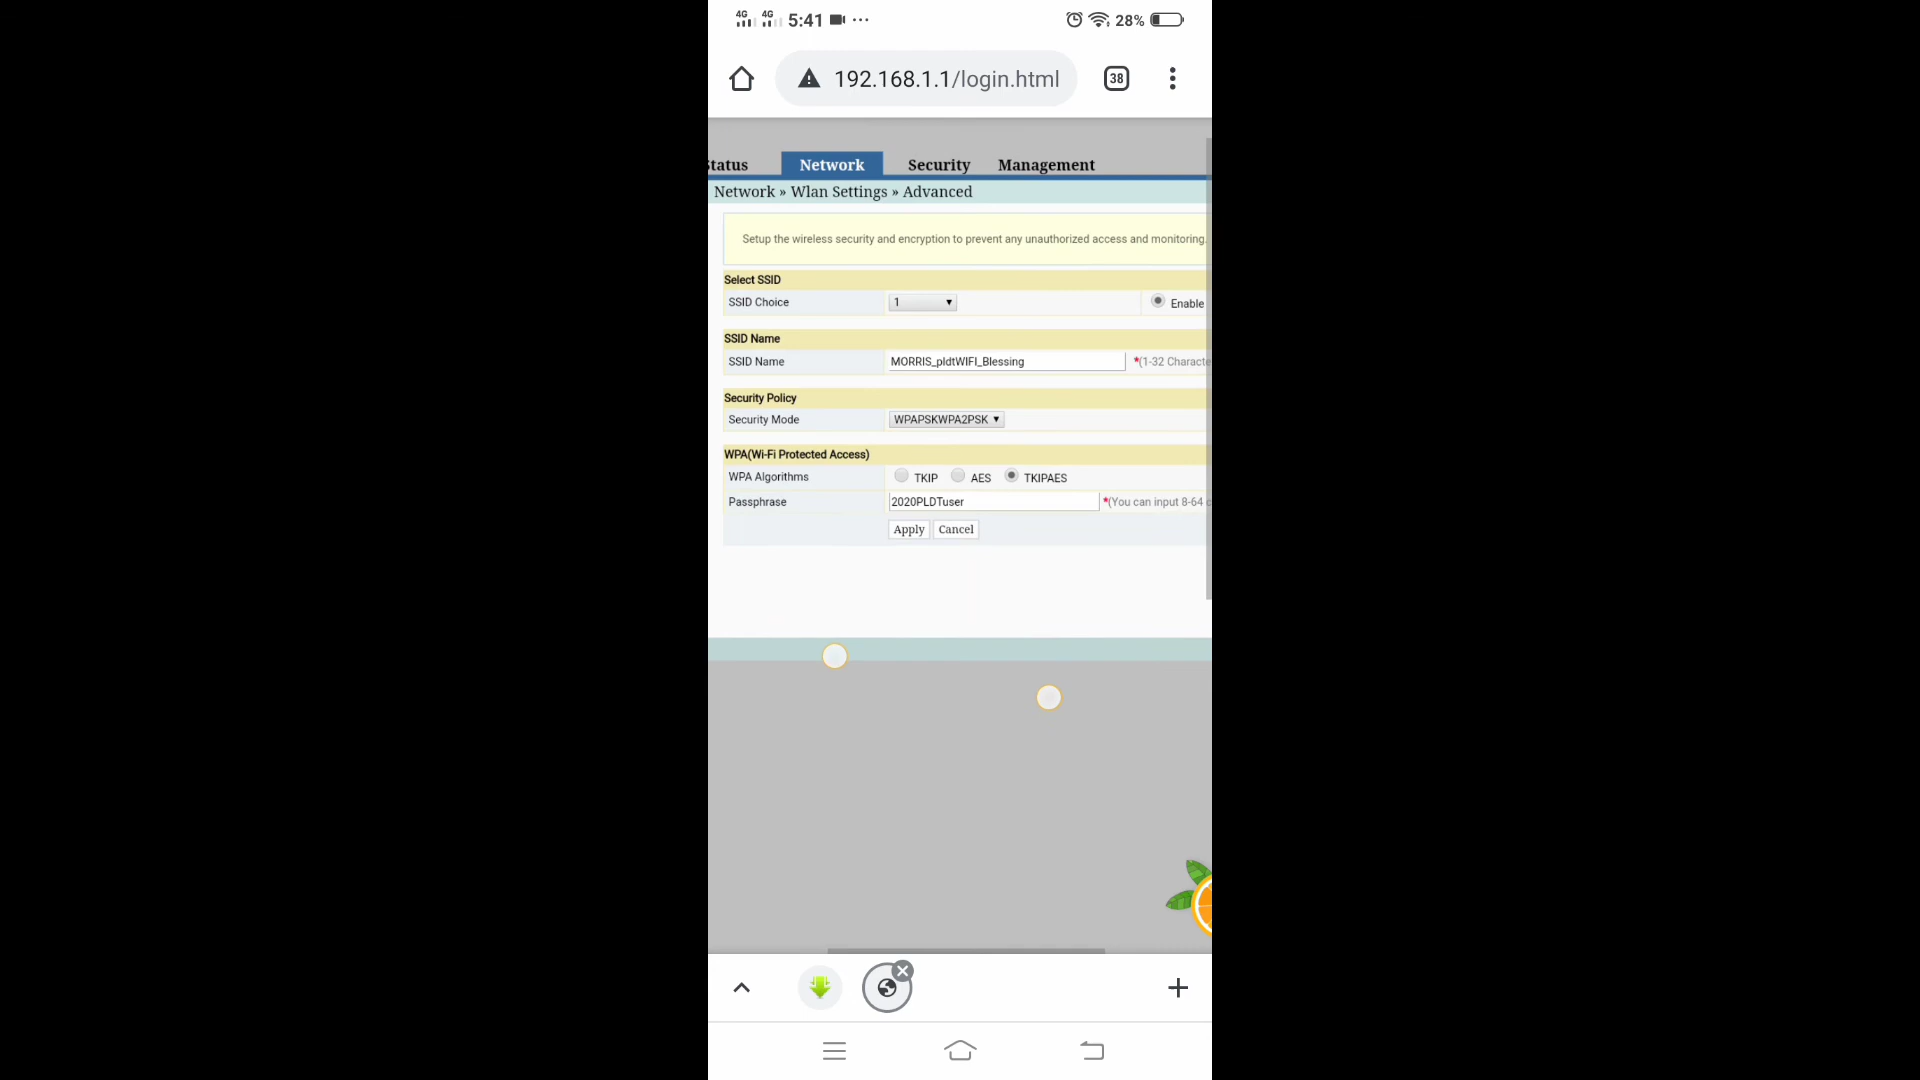 4G 4G 5:41 28%
192.168.1.1/login.html 38
Status Network Security Management
Network » Wlan Settings » Advanced
Setup the wireless security and encryption to prevent any unauthorized access and monitoring.
Select SSID
SSID Choice 1 Enable
SSID Name
SSID Name MORRIS_pldtWIFI_Blessing *(1-32 Characte
Security Policy
Security Mode WPAPSKWPA2PSK
WPA(Wi-Fi Protected Access)
WPA Algorithms TKIP AES TKIPAES
Passphrase 2020PLDTuser *(You can input 8-64 c
Apply Cancel